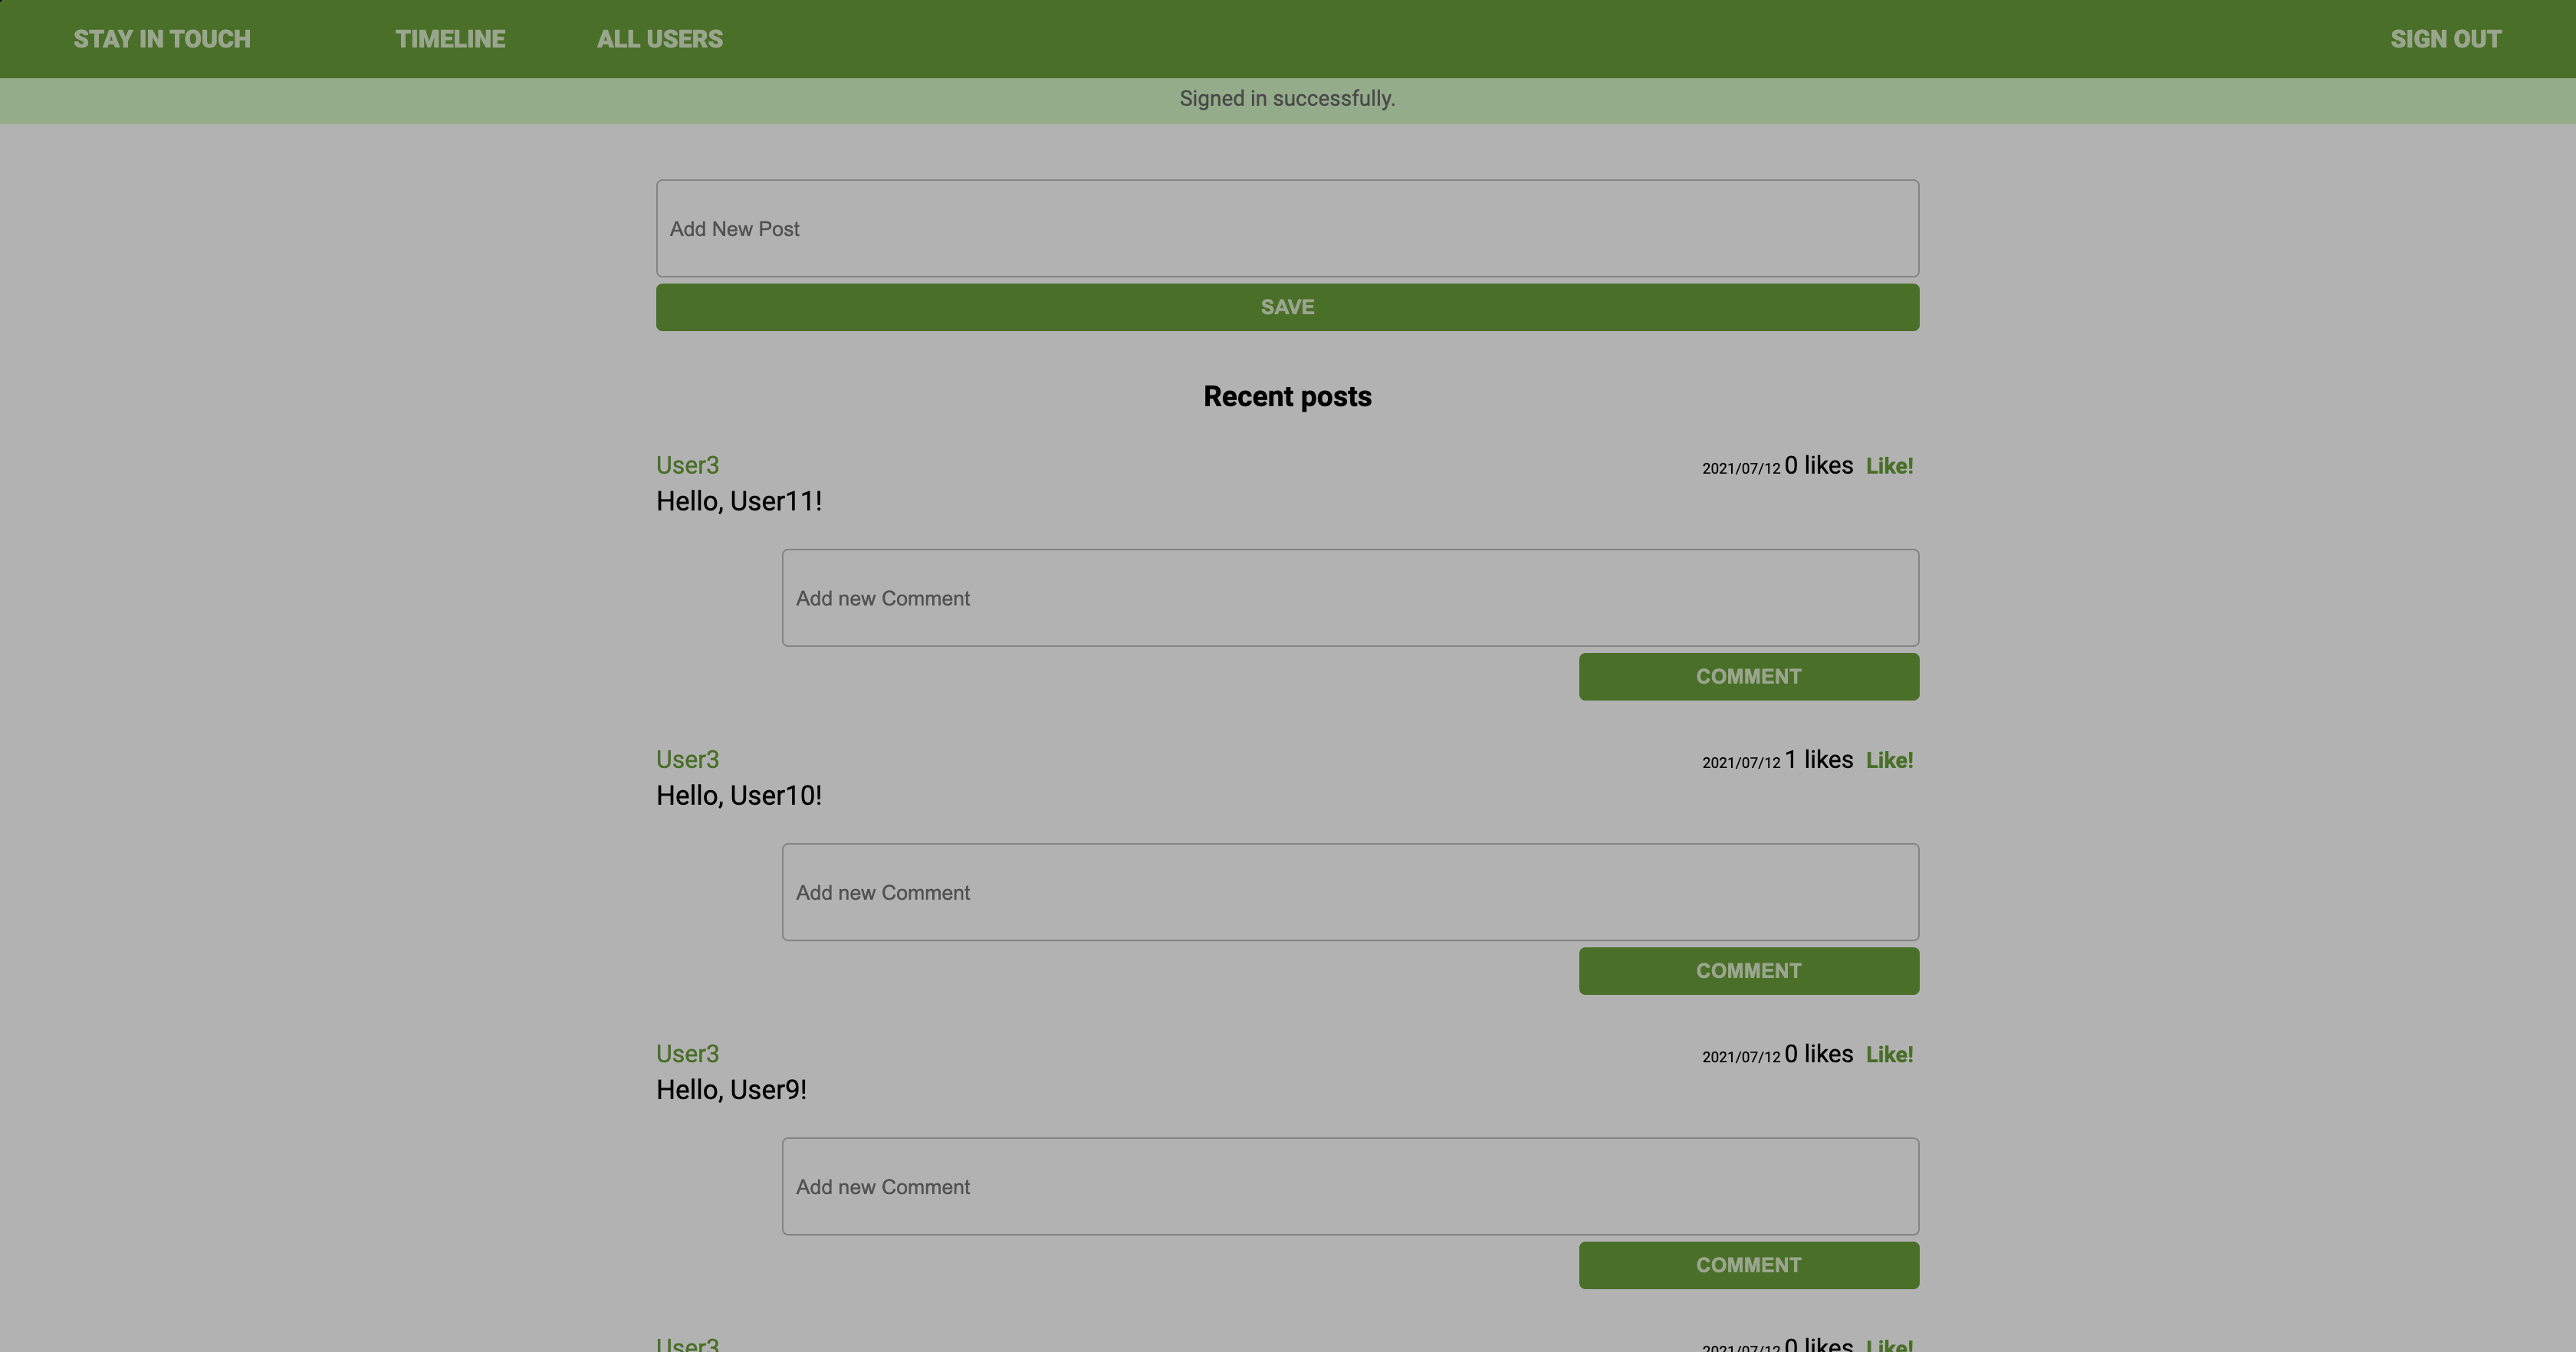 STAY IN TOUCH TIMELINE ALL USERS SIGN OUT
Signed in successfully.
Add New Post
SAVE
Recent posts
User3 2021/07/12 0 likes Like!
Hello, User11!
Add new Comment
COMMENT
User3 2021/07/12 1 likes Like!
Hello, User10!
Add new Comment
COMMENT
User3 2021/07/12 0 likes Like!
Hello, User9!
Add new Comment
COMMENT
User3 2021/07/12 0 likes Like!